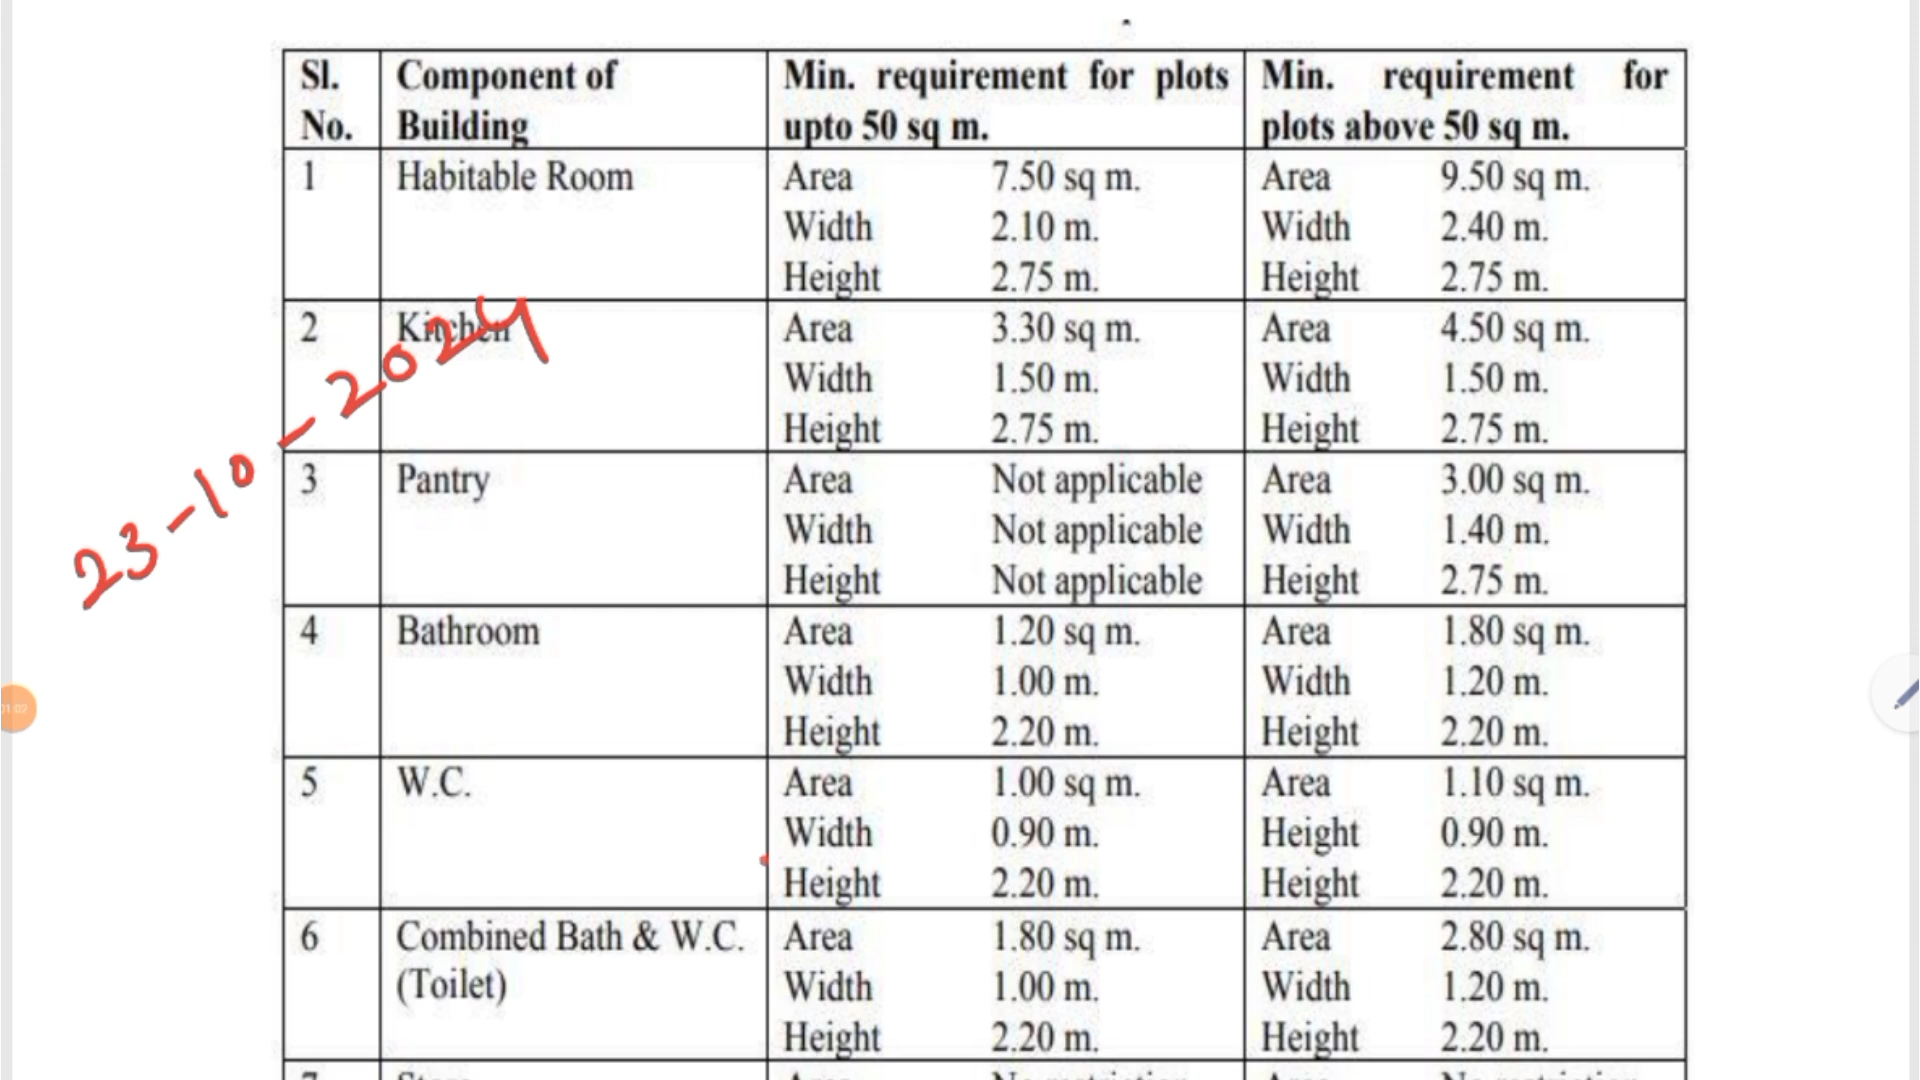 Sl. No. Component of Building Min. requirement for plots upto 50 sq m. Min. requirement for plots above 50 sq m.
1 Habitable Room Area 7.50 sq m. Area 9.50 sq m.
Width 2.10 m. Width 2.40 m.
Height 2.75 m. Height 2.75 m.
2 Kitchen Area 3.30 sq m. Area 4.50 sq m.
Width 1.50 m. Width 1.50 m.
Height 2.75 m. Height 2.75 m.
3 Pantry Area Not applicable Area 3.00 sq m.
Width Not applicable Width 1.40 m.
Height Not applicable Height 2.75 m.
4 Bathroom Area 1.20 sq m. Area 1.80 sq m.
Width 1.00 m. Width 1.20 m.
Height 2.20 m. Height 2.20 m.
5 W.C. Area 1.00 sq m. Area 1.10 sq m.
Width 0.90 m. Height 0.90 m.
Height 2.20 m. Height 2.20 m.
6 Combined Bath & W.C. Area 1.80 sq m. Area 2.80 sq m.
(Toilet) Width 1.00 m. Width 1.20 m.
Height 2.20 m. Height 2.20 m.
23-10-2024
01:02